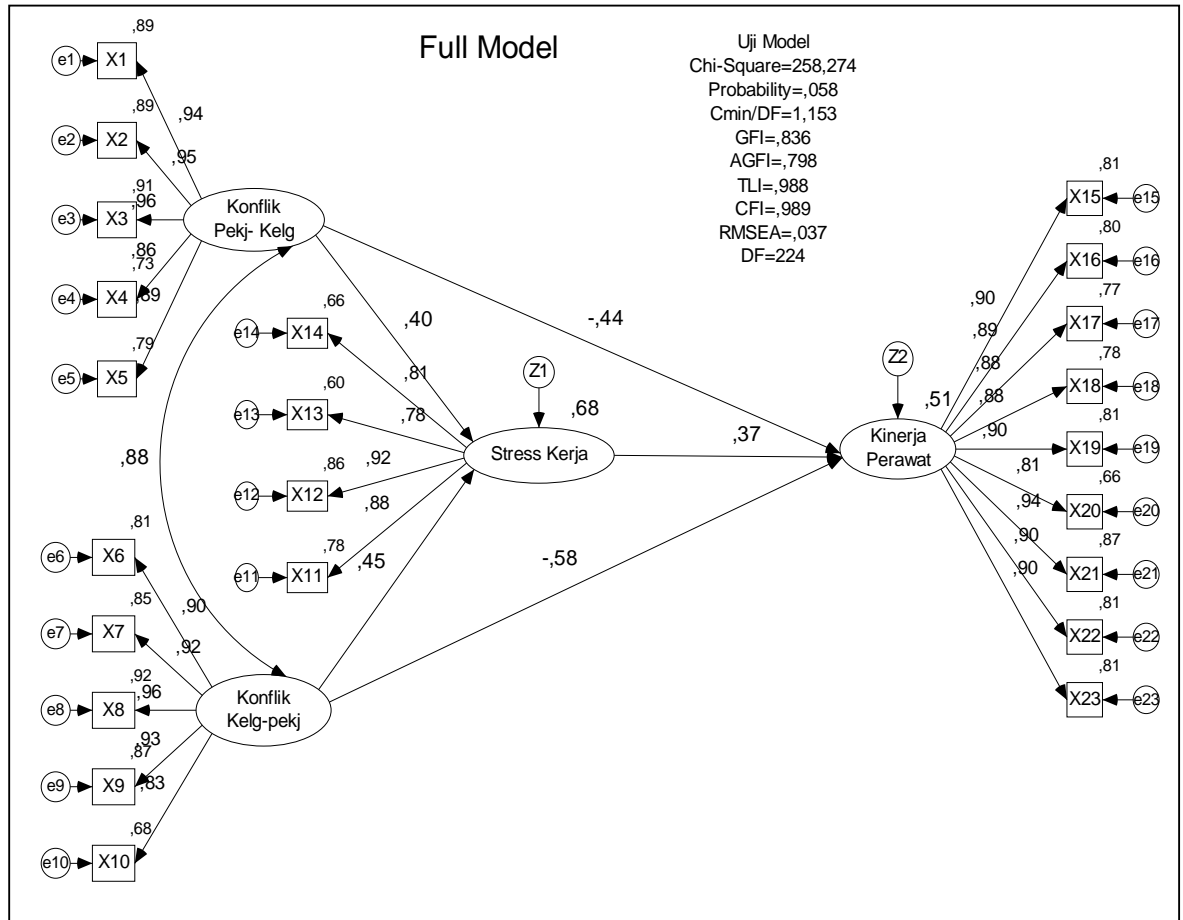 Full Model
Uji Model
Chi-Square=258,274
Probability=,058
Cmin/DF=1,153
GFI=,836
AGFI=,798
TLI=,988
CFI=,989
RMSEA=,037
DF=224
,89
e1
X1
,94
,89
e2
X2
,95
,91
e3
X3
,96
,86
e4
X4
,73
,89
,79
e5
X5
Konflik
Pekj- Kelg
,40
-,44
,66
e14
X14
,81
,60
e13
X13
,78
,86
e12
X12
,92
,78
e11
X11
,88
Z1
,68
Stress Kerja
,37
,45
-,58
,88
,81
e6
X6
,90
,85
e7
X7
,92
,92
e8
X8
,96
,87
e9
X9
,93
,68
e10
X10
,83
Konflik
Kelg-pekj
Z2
,51
Kinerja
Perawat
,81
X15
e15
,90
,80
X16
e16
,89
,77
X17
e17
,88
,78
X18
e18
,88
,81
X19
e19
,90
,66
X20
e20
,81
,87
X21
e21
,94
,81
X22
e22
,90
,81
X23
e23
,90